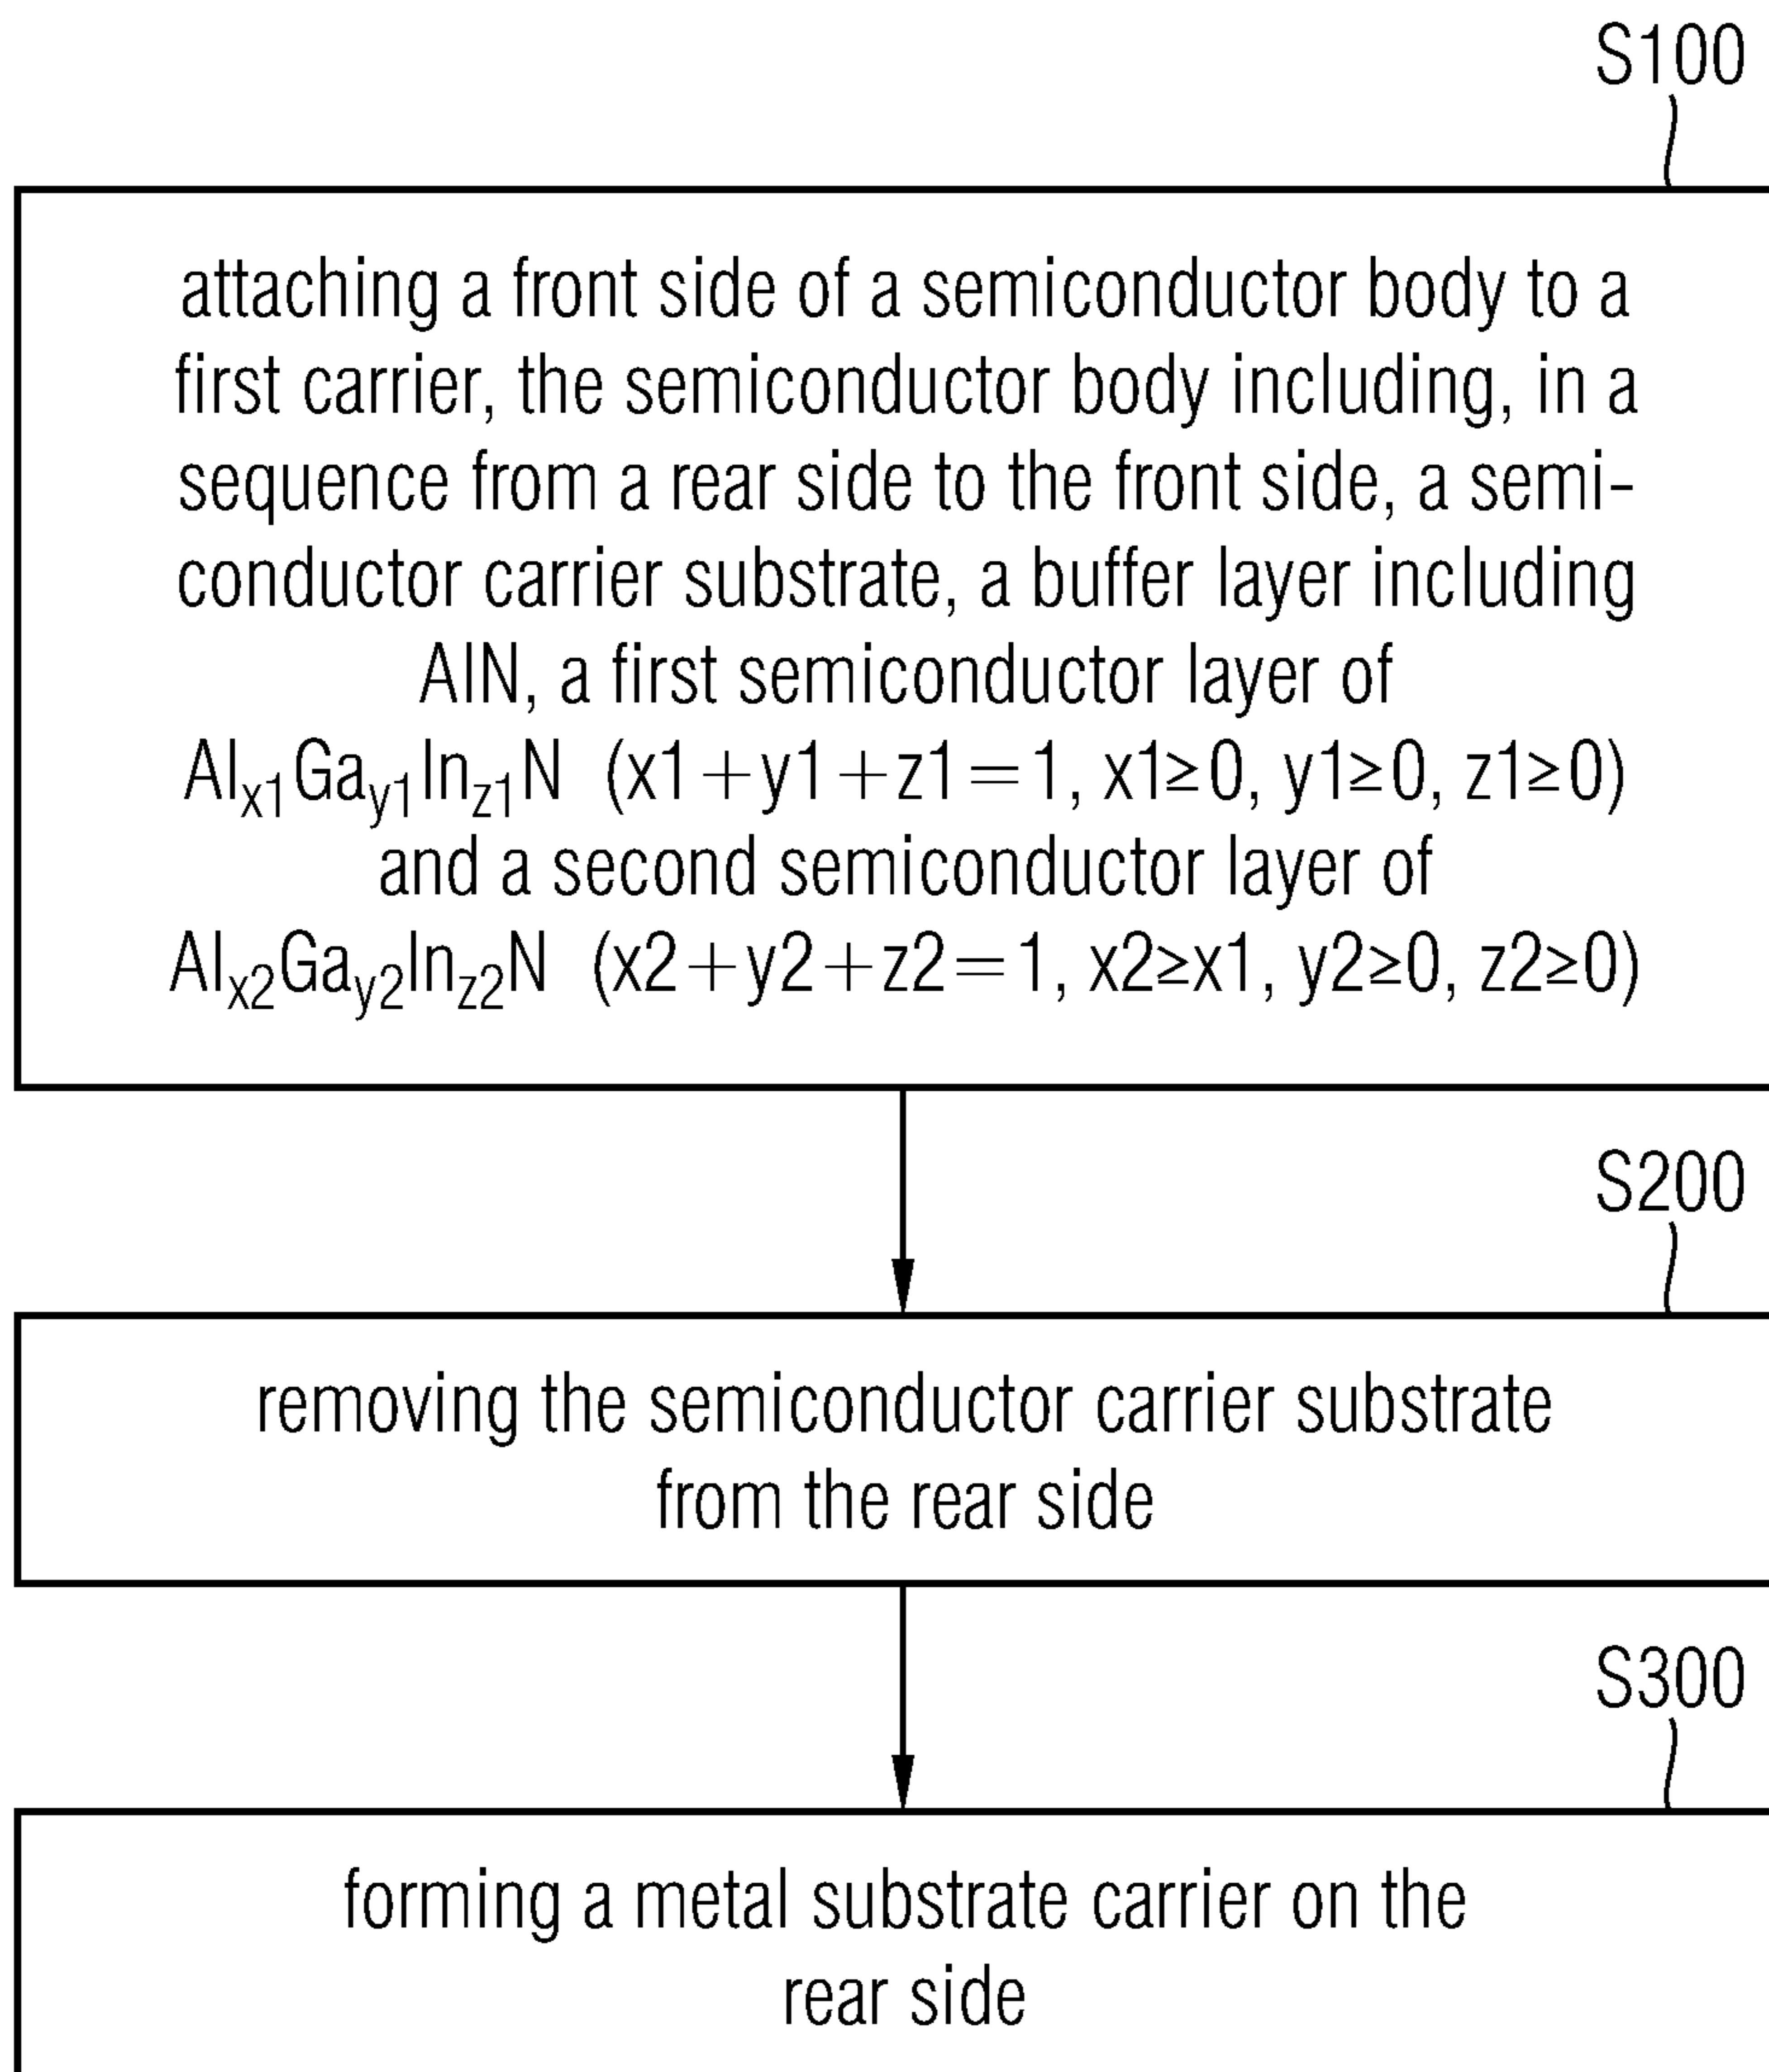 S100
attaching a front side of a semiconductor body to a
first carrier, the semiconductor body including, in a
sequence from a rear side to the front side, a semi-
conductor carrier substrate, a buffer layer including
AlN, a first semiconductor layer of
Alx1Gay1Inz1N (x1+y1+z1=1, x1≥0, y1≥0, z1≥0)
and a second semiconductor layer of
Alx2Gay2Inz2N (x2+y2+z2=1, x2≥x1, y2≥0, z2≥0)
S200
removing the semiconductor carrier substrate
from the rear side
S300
forming a metal substrate carrier on the
rear side